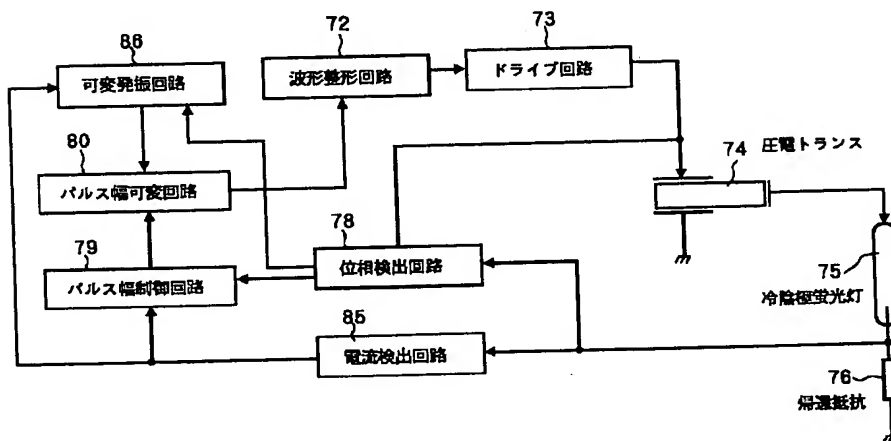 86
可変発振回路
72
波形整形回路
73
ドライブ回路
80
パルス幅可変回路
74
圧電トランス
79
パルス幅制御回路
78
位相検出回路
75
冷陰極蛍光灯
85
電流検出回路
76
帰還抵抗